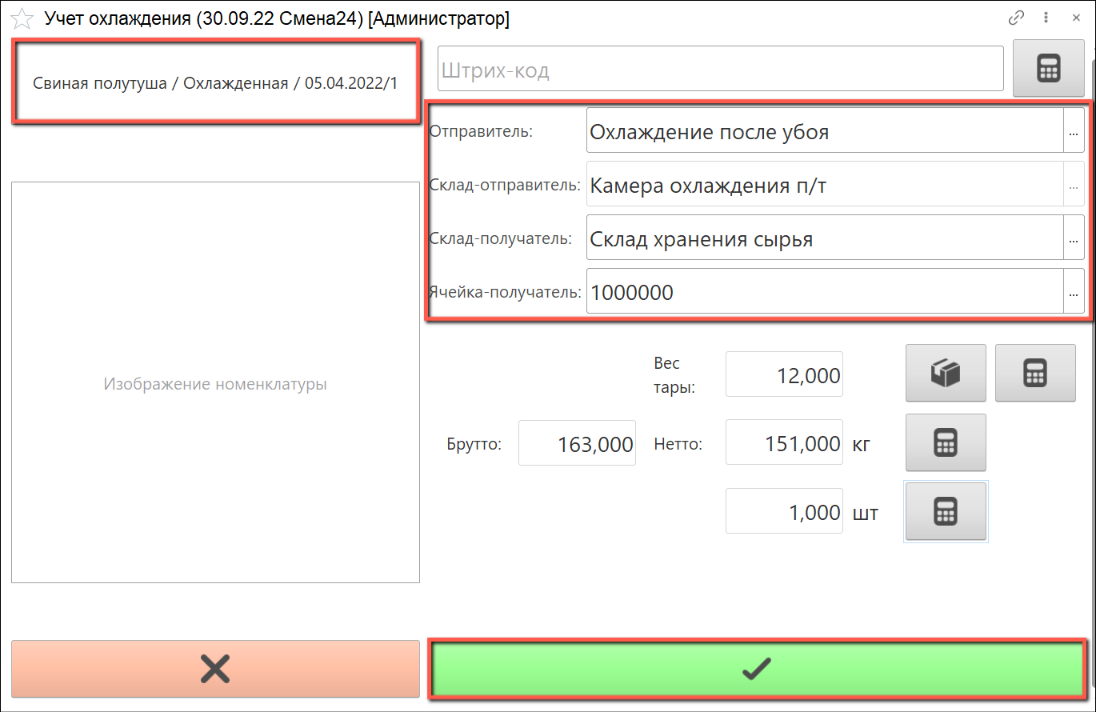 Учет охлаждения (30.09.22 Смена24) [Администратор]
Свиная полутуша / Охлажденная / 05.04.2022/1
Штрих-код
Отправитель: Охлаждение после убоя ...
Склад-отправитель: Камера охлаждения п/т ...
Склад-получатель: Склад хранения сырья ...
Ячейка-получатель: 1000000 ...
Изображение номенклатуры
Вес
тары: 12,000
Брутто: 163,000 Нетто: 151,000 кг
1,000 шт